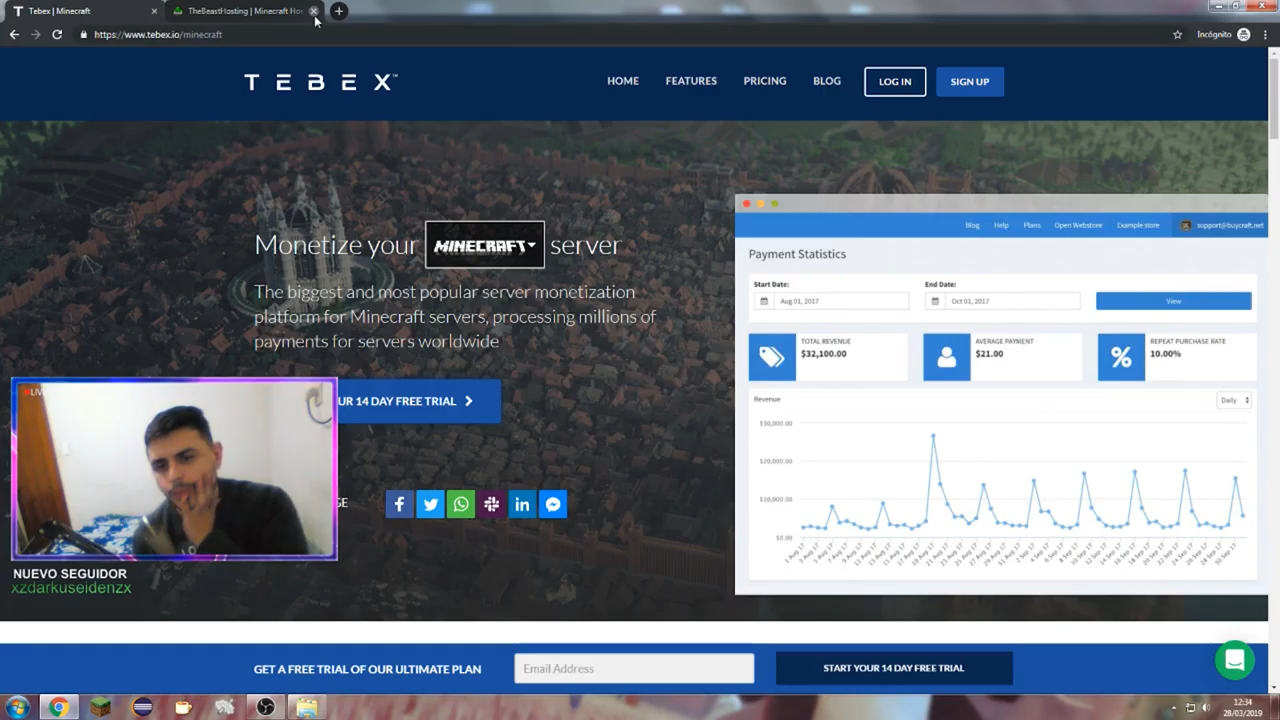 Tebex | Minecraft
TheBeastHosting | Minecraft Ho
https://www.tebex.io/minecraft
Incógnito
TEBEX™
HOME
FEATURES
PRICING
BLOG
LOG IN
SIGN UP
Monetize your MINECRAFT server
The biggest and most popular server monetization
platform for Minecraft servers, processing millions of
payments for servers worldwide
UR 14 DAY FREE TRIAL
GE
Blog
Help
Plans
Open Webstore
Example store
support@buycraft.net
Payment Statistics
Start Date:
End Date:
Aug 01, 2017
Oct 01, 2017
View
TOTAL REVENUE
$32,100.00
AVERAGE PAYMENT
$21.00
REPEAT PURCHASE RATE
10.00%
Revenue
Daily
$30,000.00
$20,000.00
$10,000.00
$0.00
LIV
NUEVO SEGUIDOR
xzdarkuseidenzx
GET A FREE TRIAL OF OUR ULTIMATE PLAN
Email Address
START YOUR 14 DAY FREE TRIAL
12:34
28/03/2019